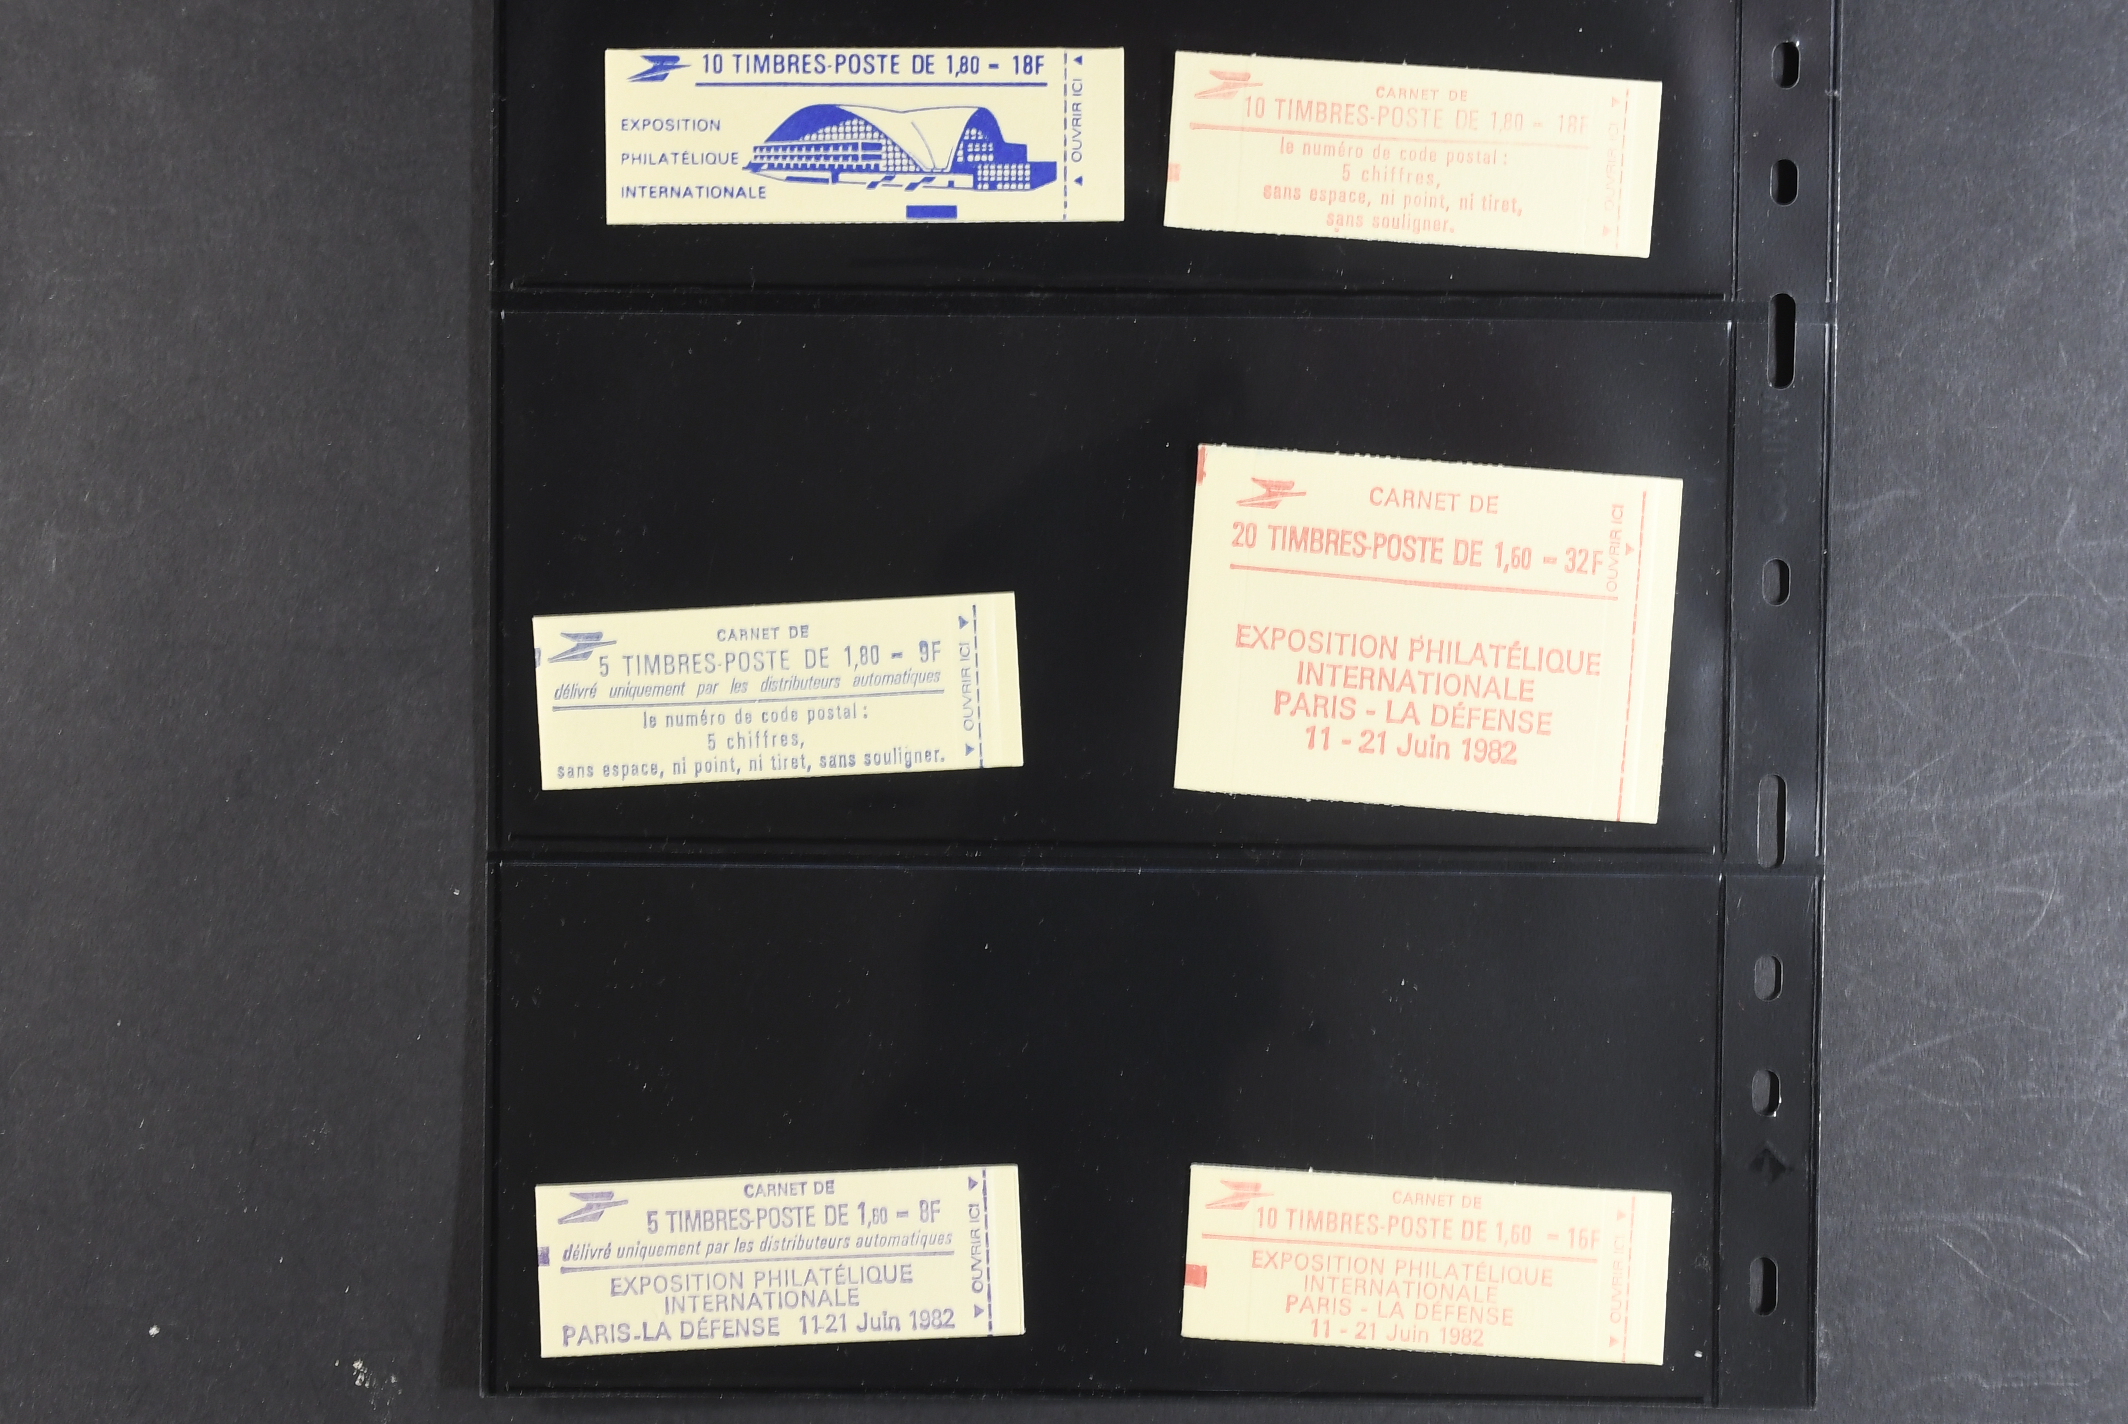 10 TIMBRES-POSTE DE 1,80 - 18F
EXPOSITION
PHILATÉLIQUE
INTERNATIONALE
OUVRIR ICI
CARNET DE
10 TIMBRES-POSTE DE 1,80 - 18F
le numéro de code postal :
5 chiffres,
sans espace, ni point, ni tiret,
sans souligner.
OUVRIR ICI
CARNET DE
5 TIMBRES-POSTE DE 1,80 - 9F
délivré uniquement par les distributeurs automatiques
le numéro de code postal :
5 chiffres,
sans espace, ni point, ni tiret, sans souligner.
OUVRIR ICI
CARNET DE
20 TIMBRES-POSTE DE 1,60 - 32F
EXPOSITION PHILATÉLIQUE
INTERNATIONALE
PARIS - LA DÉFENSE
11 - 21 Juin 1982
OUVRIR ICI
CARNET DE
5 TIMBRES-POSTE DE 1,60 - 8F
délivré uniquement par les distributeurs automatiques
EXPOSITION PHILATÉLIQUE
INTERNATIONALE
PARIS-LA DÉFENSE 11-21 Juin 1982
OUVRIR ICI
CARNET DE
10 TIMBRES-POSTE DE 1,60 - 16F
EXPOSITION PHILATÉLIQUE
INTERNATIONALE
PARIS - LA DÉFENSE
11 - 21 Juin 1982
OUVRIR ICI